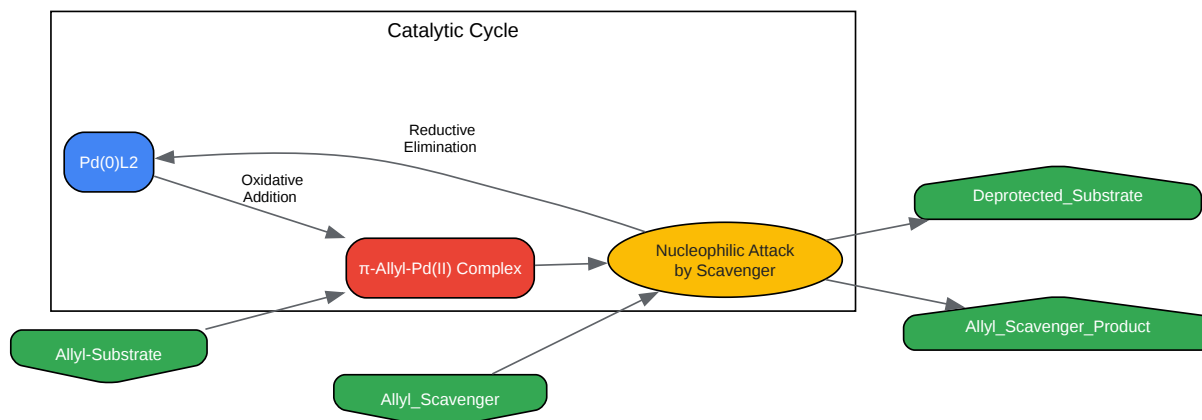 Catalytic Cycle
Reductive
Elimination
Pd(0)L2
Oxidative
Addition
Deprotected_Substrate
Nucleophilic Attack
by Scavenger
π-Allyl-Pd(II) Complex
Allyl_Scavenger_Product
Allyl-Substrate
Allyl_Scavenger